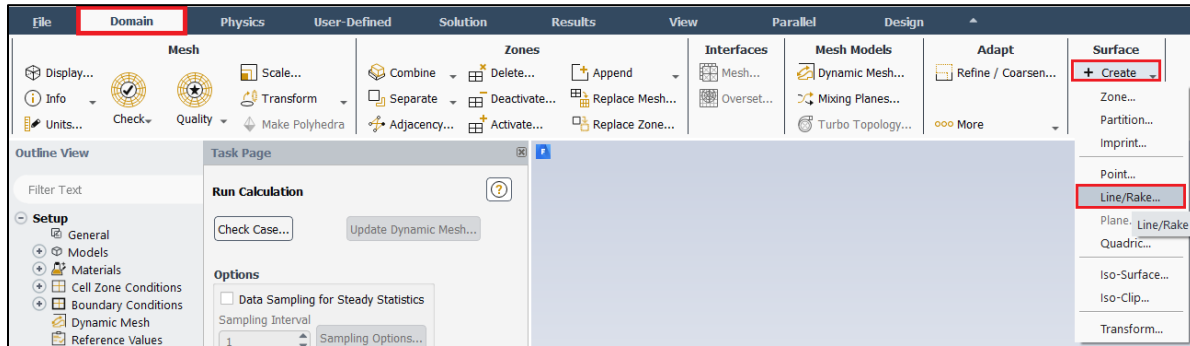 File Domain Physics User-Defined Solution Results View Parallel Design
Mesh Zones Interfaces Mesh Models Adapt Surface
Display... Scale... Combine Delete... Append Mesh... Dynamic Mesh... Refine / Coarsen... + Create
Info Transform Separate Deactivate... Replace Mesh... Overset... Mixing Planes... Zone...
Units... Check Quality Make Polyhedra Adjacency... Activate... Replace Zone... Turbo Topology... More Partition...
Imprint...
Outline View Task Page
Point...
Filter Text Run Calculation ?
Line/Rake...
Setup Check Case... Update Dynamic Mesh... Plane. Line/Rake
General Quadric...
Models
Materials Options Iso-Surface...
Cell Zone Conditions Data Sampling for Steady Statistics Iso-Clip...
Boundary Conditions Sampling Interval
Dynamic Mesh 1 Sampling Options... Transform...
Reference Values